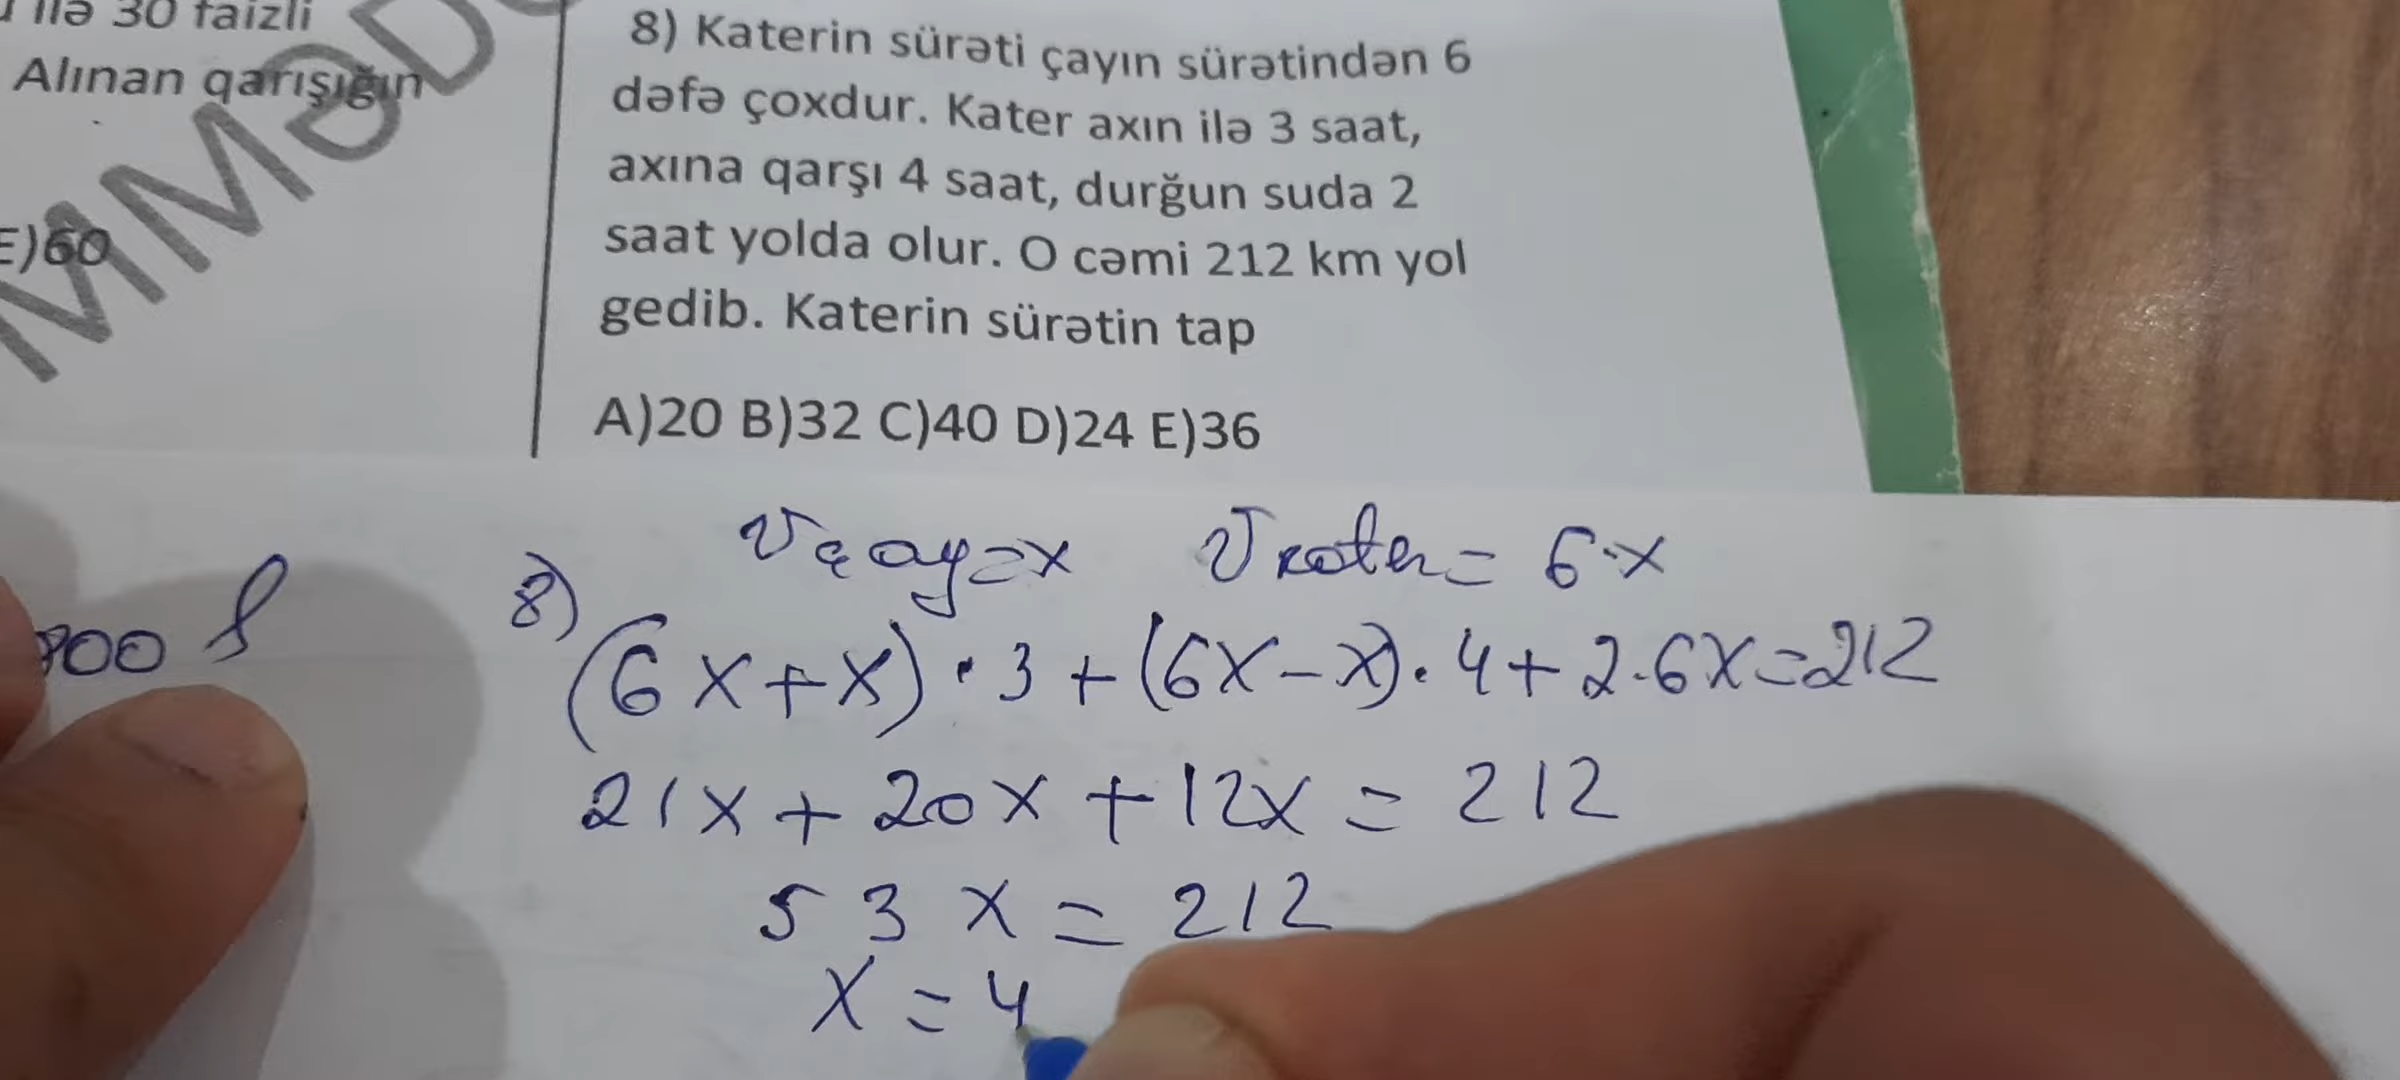 ilə 30 faizli
Alınan qarışığın
E)60
MMOD
8) Katerin sürəti çayın sürətindən 6
dəfə çoxdur. Kater axın ilə 3 saat,
axına qarşı 4 saat, durğun suda 2
saat yolda olur. O cəmi 212 km yol
gedib. Katerin sürətin tap
A)20 B)32 C)40 D)24 E)36
800
8)
Vçay=x Vkater=6·x
(6x+x)·3+(6x-x)·4+2·6x=212
21x+20x+12x=212
53x=212
x=4